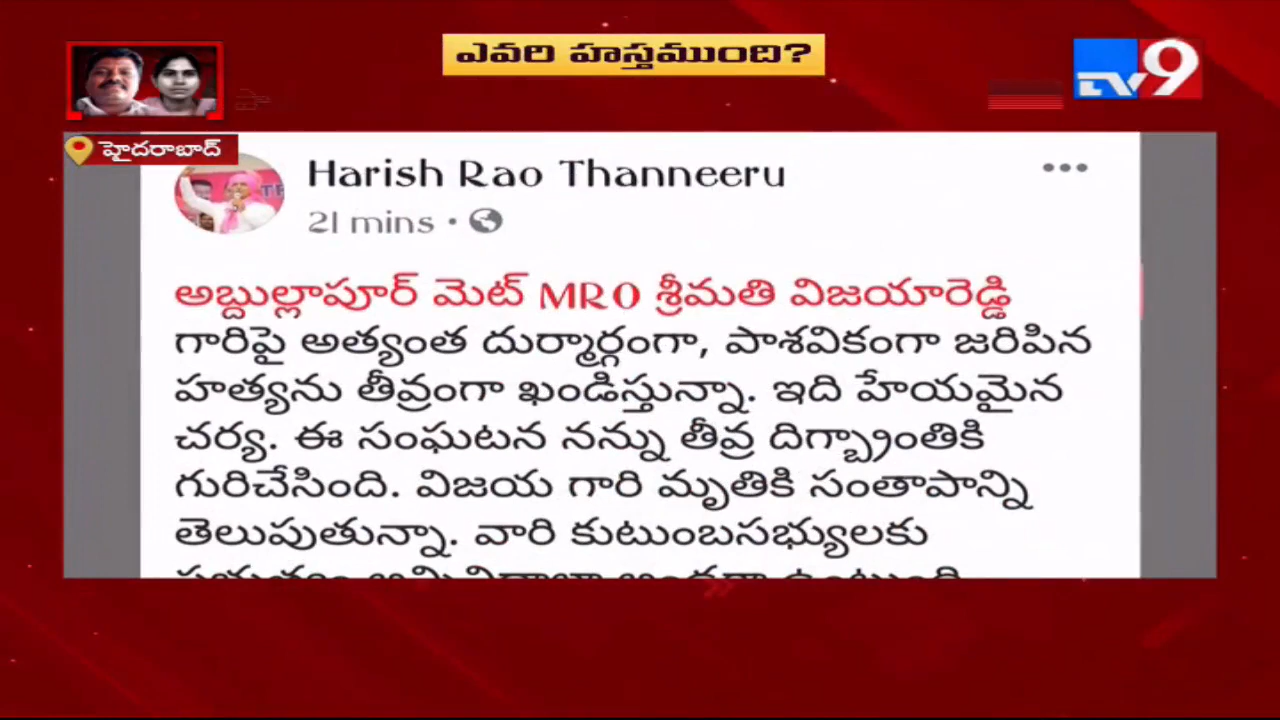 ఎవరి హస్తముంది?
TV9
హైదరాబాద్
Harish Rao Thanneeru
21 mins
అబ్దుల్లాపూర్ మెట్ MRO శ్రీమతి విజయారెడ్డి
గారిపై అత్యంత దుర్మార్గంగా, పాశవికంగా జరిపిన
హత్యను తీవ్రంగా ఖండిస్తున్నా. ఇది హేయమైన
చర్య. ఈ సంఘటన నన్ను తీవ్ర దిగ్బ్రాంతికి
గురిచేసింది. విజయ గారి మృతికి సంతాపాన్ని
తెలుపుతున్నా. వారి కుటుంబసభ్యులకు